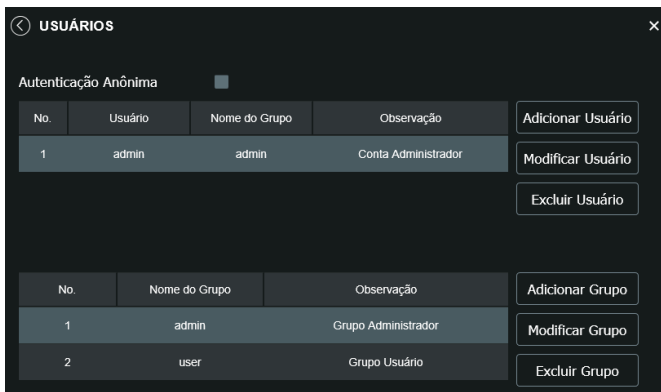 USUÁRIOS
Autenticação Anônima
No. Usuário Nome do Grupo Observação
1 admin admin Conta Administrador
Adicionar Usuário
Modificar Usuário
Excluir Usuário
No. Nome do Grupo Observação
1 admin Grupo Administrador
2 user Grupo Usuário
Adicionar Grupo
Modificar Grupo
Excluir Grupo